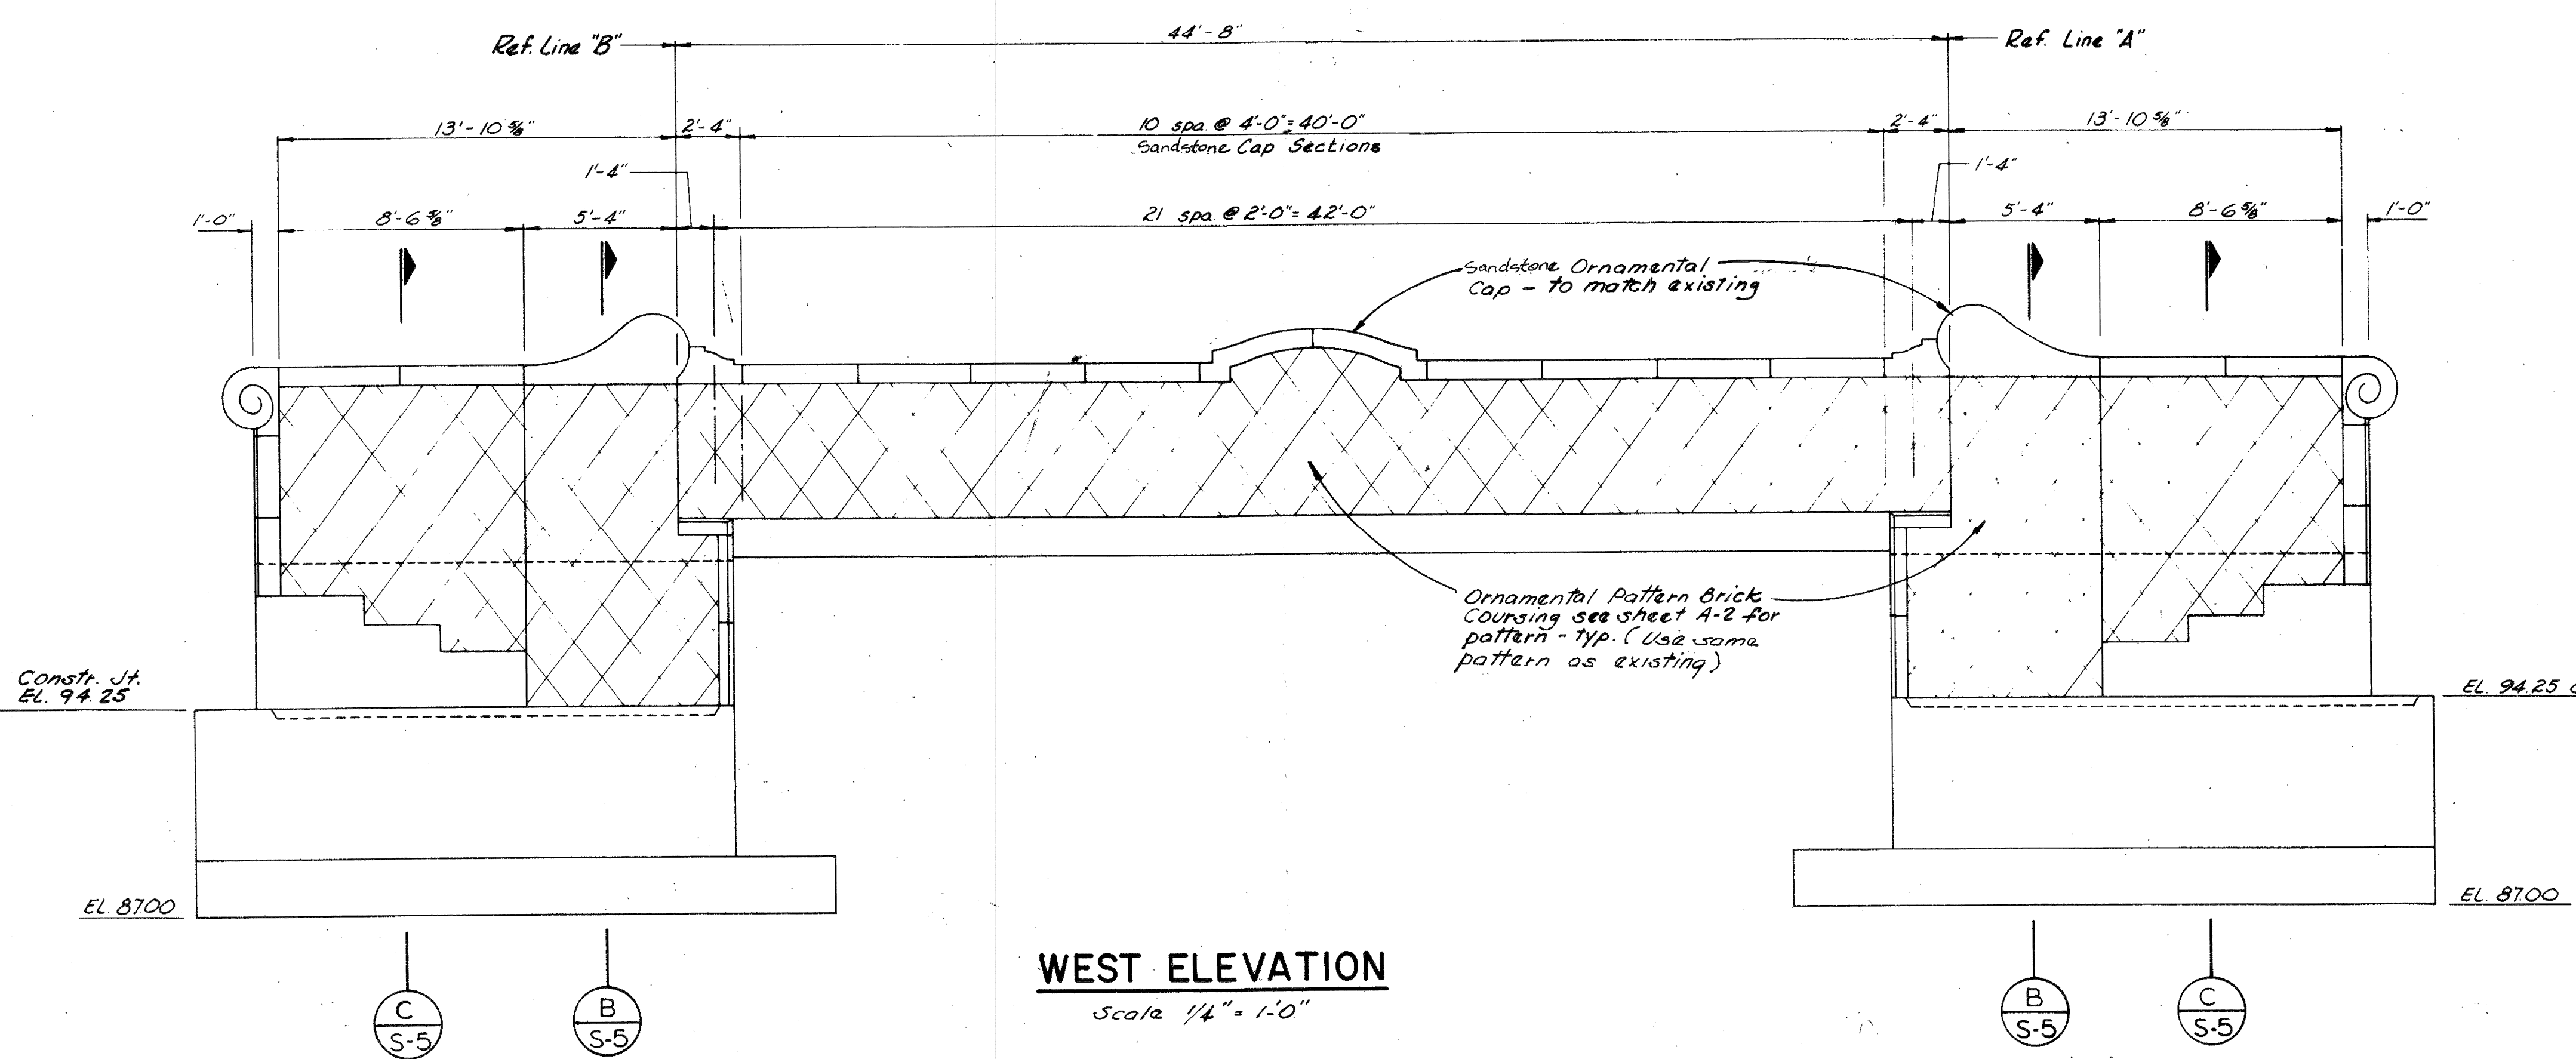 Ref. Line "B"
44'-8"
Ref. Line "A"
13'-10 5/8"
2'-4"
10 spa. @ 4'-0" = 40'-0"
Sandstone Cap Sections
2'-4"
13'-10 5/8"
1'-4"
1'-4"
1'-0"
8'-6 5/8"
5'-4"
21 spa. @ 2'-0" = 42'-0"
5'-4"
8'-6 5/8"
1'-0"
Sandstone Ornamental
Cap - to match existing
Ornamental Pattern Brick
Coursing see sheet A-2 for
pattern - typ. (Use same
pattern as existing)
Constr. Jt.
EL. 94.25
EL. 94.25
EL. 87.00
EL. 87.00
WEST ELEVATION
Scale 1/4" = 1'-0"
C
S-5
B
S-5
B
S-5
C
S-5